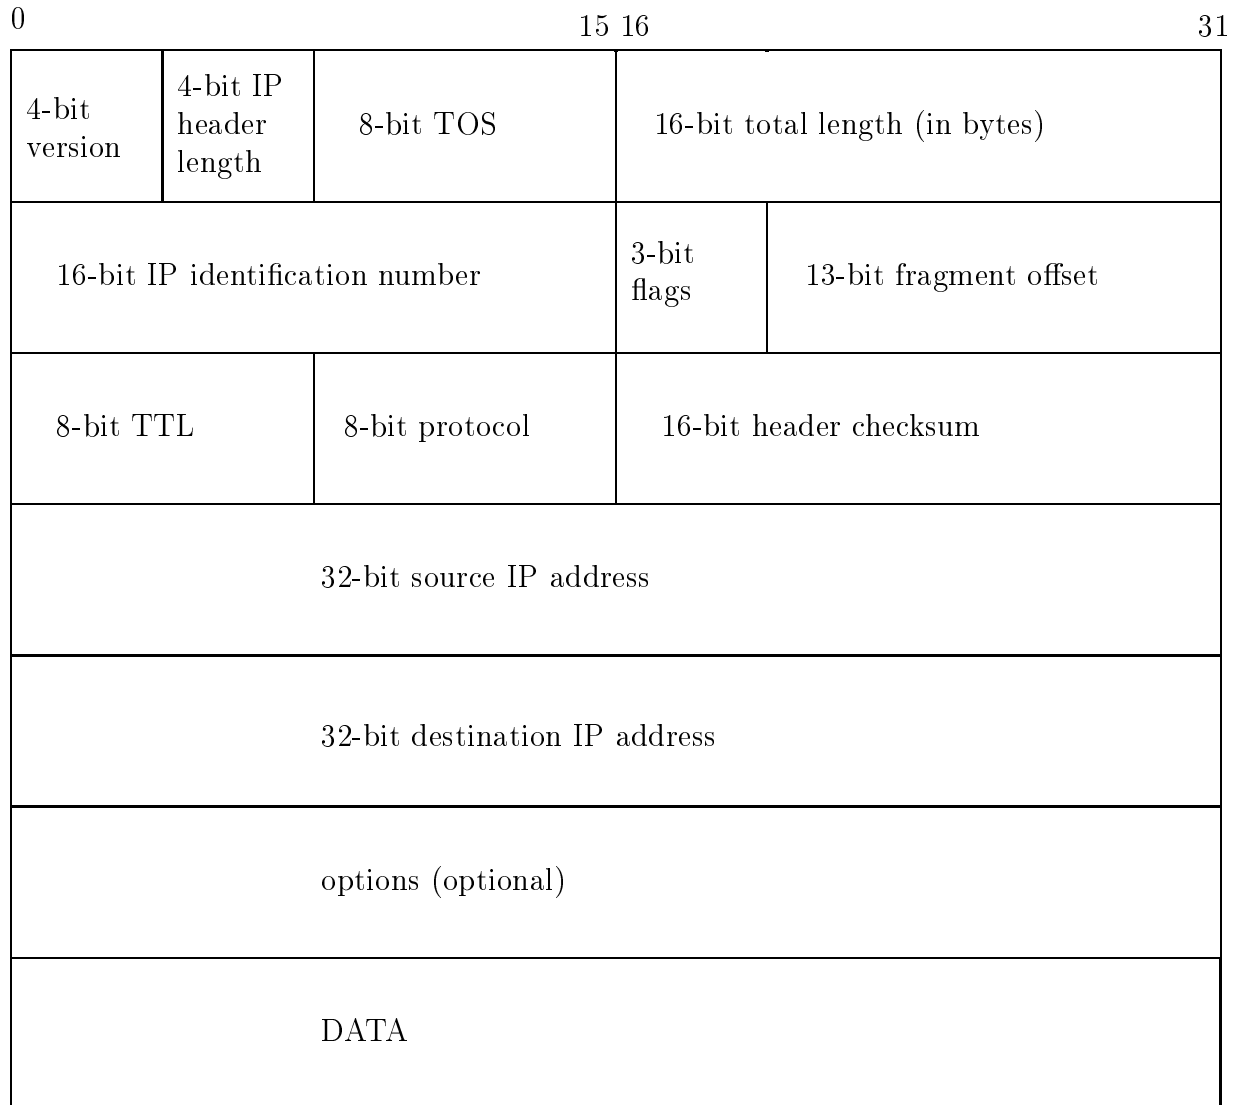 0
15 16
31
4-bit
version
4-bit IP
header
length
8-bit TOS
16-bit total length (in bytes)
16-bit IP identification number
3-bit
flags
13-bit fragment offset
8-bit TTL
8-bit protocol
16-bit header checksum
32-bit source IP address
32-bit destination IP address
options (optional)
DATA